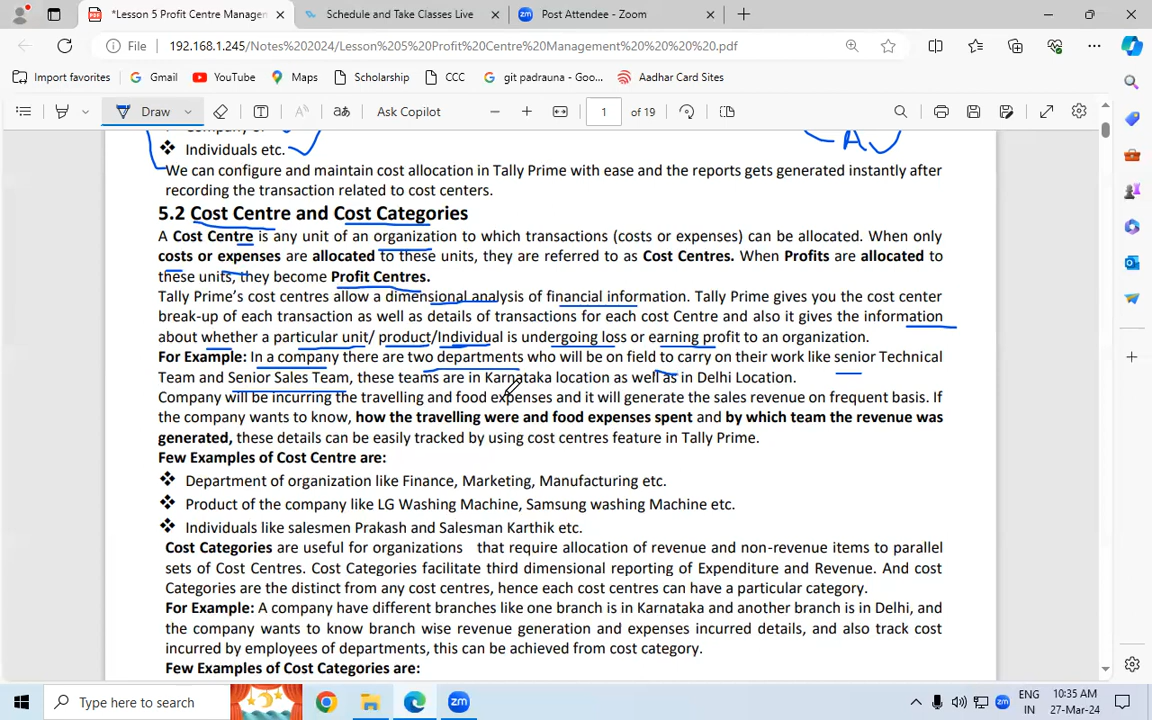 *Lesson 5 Profit Centre Managem
Schedule and Take Classes Live
Post Attendee - Zoom
File 192.168.1.245/Notes%202024/Lesson%205%20Profit%20Centre%20Management%20%20%20%20.pdf
Import favorites Gmail YouTube Maps Scholarship CCC git padrauna - Goo... Aadhar Card Sites
Draw Ask Copilot 1 of 19
Company or
❖ Individuals etc.
We can configure and maintain cost allocation in Tally Prime with ease and the reports gets generated instantly after
recording the transaction related to cost centers.
5.2 Cost Centre and Cost Categories
A Cost Centre is any unit of an organization to which transactions (costs or expenses) can be allocated. When only
costs or expenses are allocated to these units, they are referred to as Cost Centres. When Profits are allocated to
these units, they become Profit Centres.
Tally Prime's cost centres allow a dimensional analysis of financial information. Tally Prime gives you the cost center
break-up of each transaction as well as details of transactions for each cost Centre and also it gives the information
about whether a particular unit/ product/Individual is undergoing loss or earning profit to an organization.
For Example: In a company there are two departments who will be on field to carry on their work like senior Technical
Team and Senior Sales Team, these teams are in Karnataka location as well as in Delhi Location.
Company will be incurring the travelling and food expenses and it will generate the sales revenue on frequent basis. If
the company wants to know, how the travelling were and food expenses spent and by which team the revenue was
generated, these details can be easily tracked by using cost centres feature in Tally Prime.
Few Examples of Cost Centre are:
❖ Department of organization like Finance, Marketing, Manufacturing etc.
❖ Product of the company like LG Washing Machine, Samsung washing Machine etc.
❖ Individuals like salesmen Prakash and Salesman Karthik etc.
Cost Categories are useful for organizations that require allocation of revenue and non-revenue items to parallel
sets of Cost Centres. Cost Categories facilitate third dimensional reporting of Expenditure and Revenue. And cost
Categories are the distinct from any cost centres, hence each cost centres can have a particular category.
For Example: A company have different branches like one branch is in Karnataka and another branch is in Delhi, and
the company wants to know branch wise revenue generation and expenses incurred details, and also track cost
incurred by employees of departments, this can be achieved from cost category.
Few Examples of Cost Categories are:
Type here to search
ENG
IN
10:35 AM
27-Mar-24